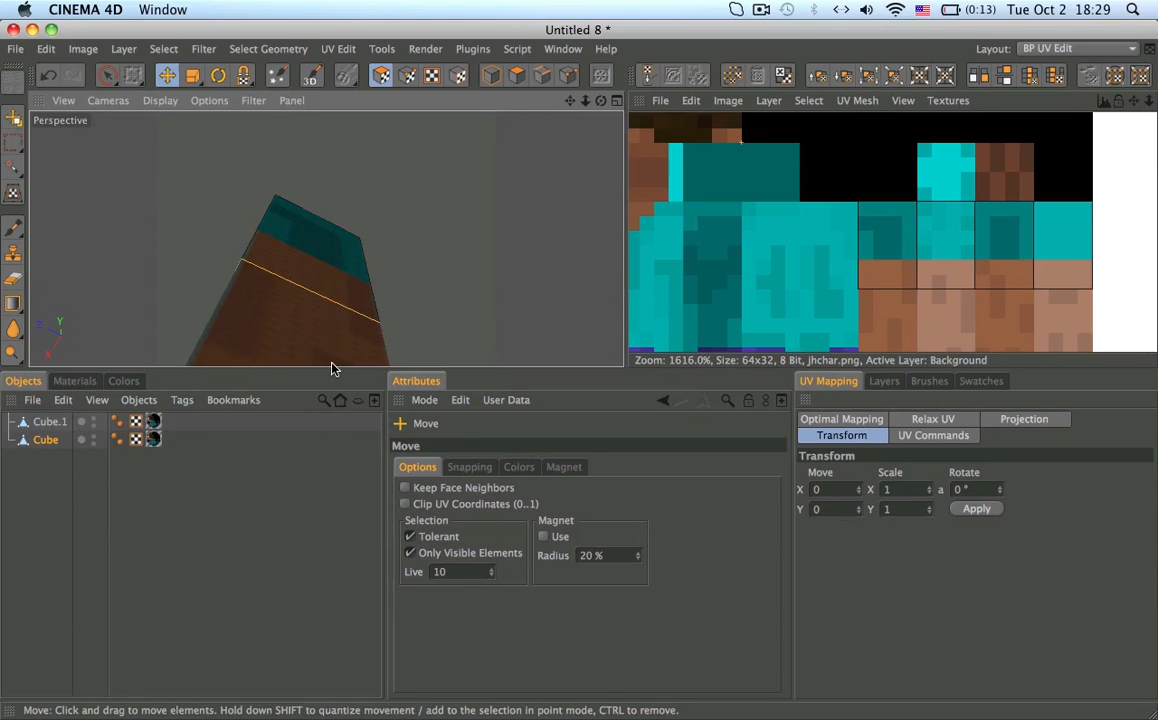 CINEMA 4D Window (0:13) Tue Oct 2 18:29
Untitled 8 *
File Edit Image Layer Select Filter Select Geometry UV Edit Tools Render Plugins Script Window Help Layout: BP UV Edit
3D
View Cameras Display Options Filter Panel
File Edit Image Layer Select UV Mesh View Textures
Perspective
Z Y X
Zoom: 1616.0%, Size: 64x32, 8 Bit, jhchar.png, Active Layer: Background
Objects Materials Colors
Attributes
UV Mapping Layers Brushes Swatches
File Edit View Objects Tags Bookmarks
Mode Edit User Data
Cube.1
Cube
Move
Move
Options Snapping Colors Magnet
Keep Face Neighbors
Clip UV Coordinates (0..1)
Selection Magnet
Tolerant Use
Only Visible Elements Radius 20 %
Live 10
Optimal Mapping Relax UV Projection
Transform UV Commands
Transform
Move Scale Rotate
X 0 X 1 a 0 °
Y 0 Y 1 Apply
Move: Click and drag to move elements. Hold down SHIFT to quantize movement / add to the selection in point mode, CTRL to remove.